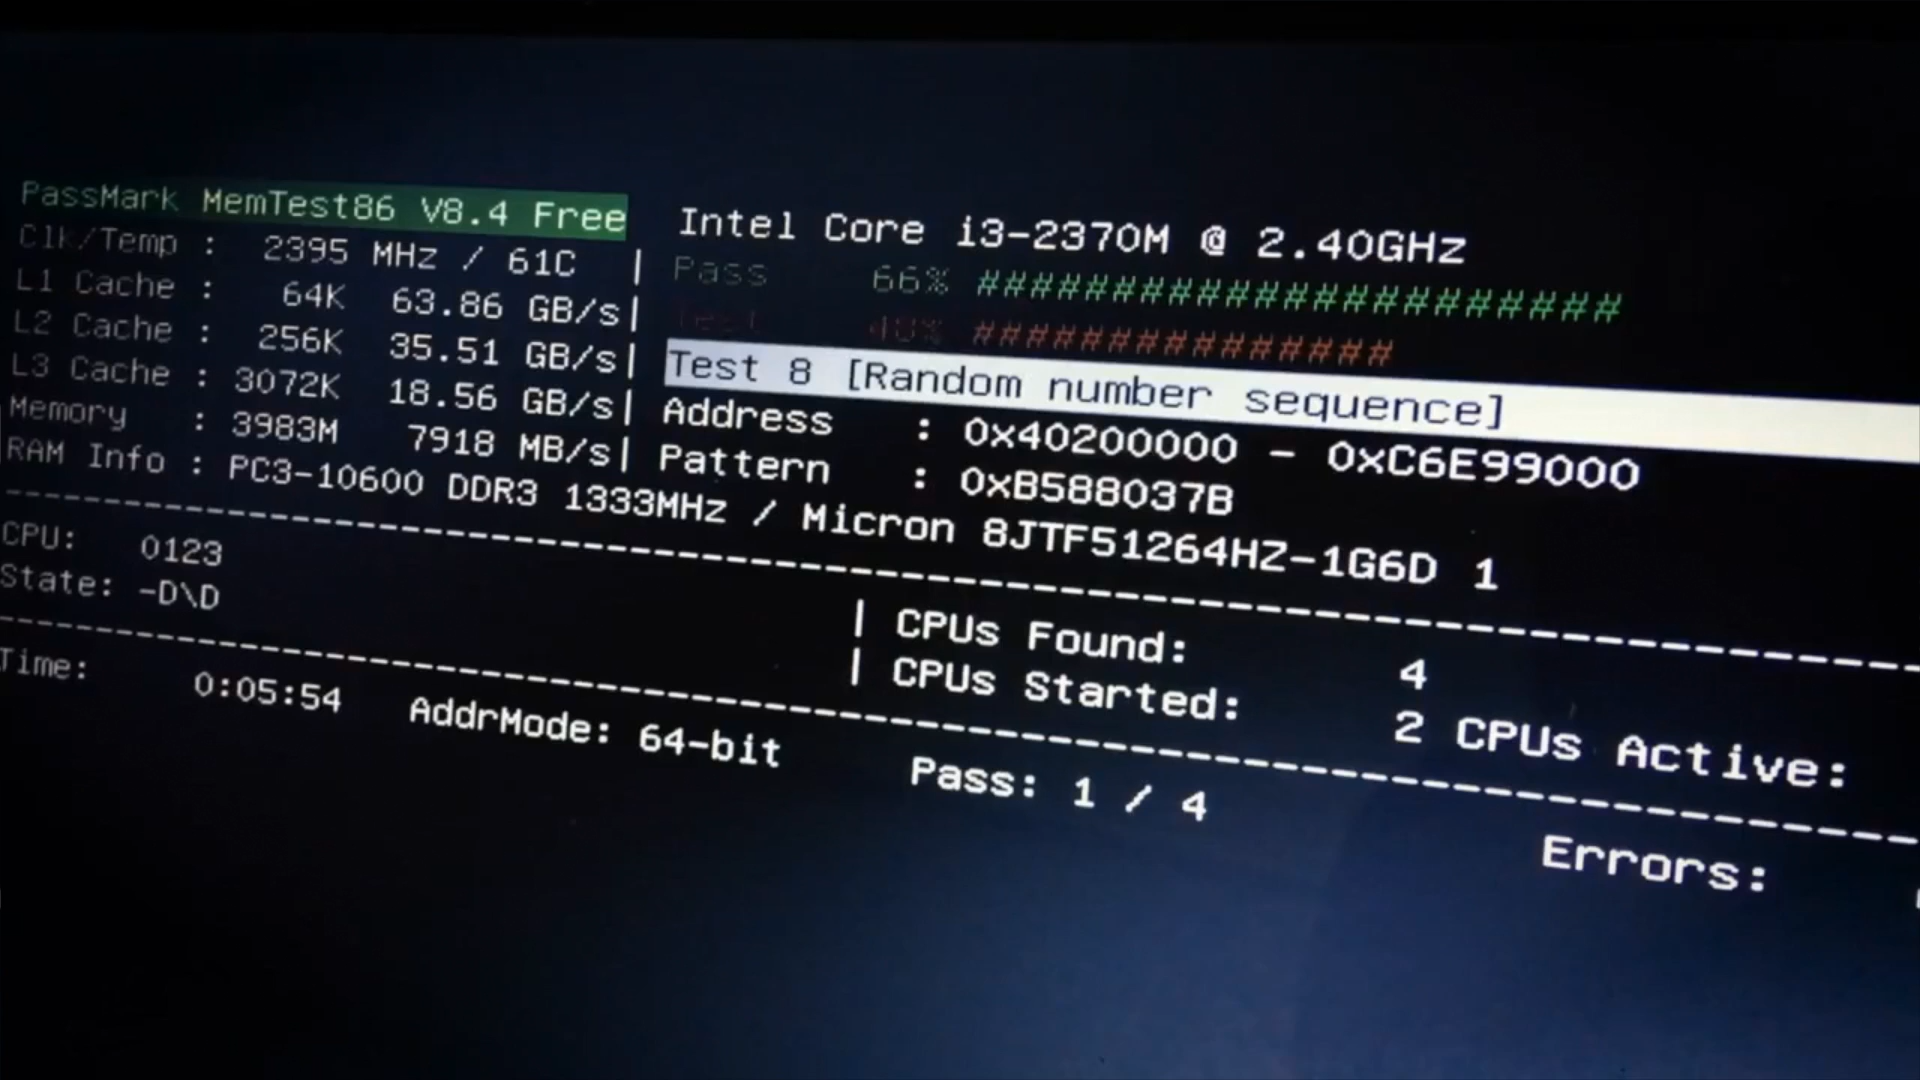 PassMark MemTest86 V8.4 Free Intel Core i3-2370M @ 2.40GHz
Clk/Temp : 2395 MHz / 61C | Pass 66% ########################
L1 Cache : 64K 63.86 GB/s| Test 40% ###############
L2 Cache : 256K 35.51 GB/s| Test 8 [Random number sequence]
L3 Cache : 3072K 18.56 GB/s| Address : 0x40200000 - 0xC6E99000
Memory : 3983M 7918 MB/s| Pattern : 0xB588037B
RAM Info : PC3-10600 DDR3 1333MHz / Micron 8JTF51264HZ-1G6D 1
CPU: 0123 | CPUs Found: 4
State: -D\D | CPUs Started: 2 CPUs Active:
Time: 0:05:54 AddrMode: 64-bit Pass: 1 / 4 Errors: